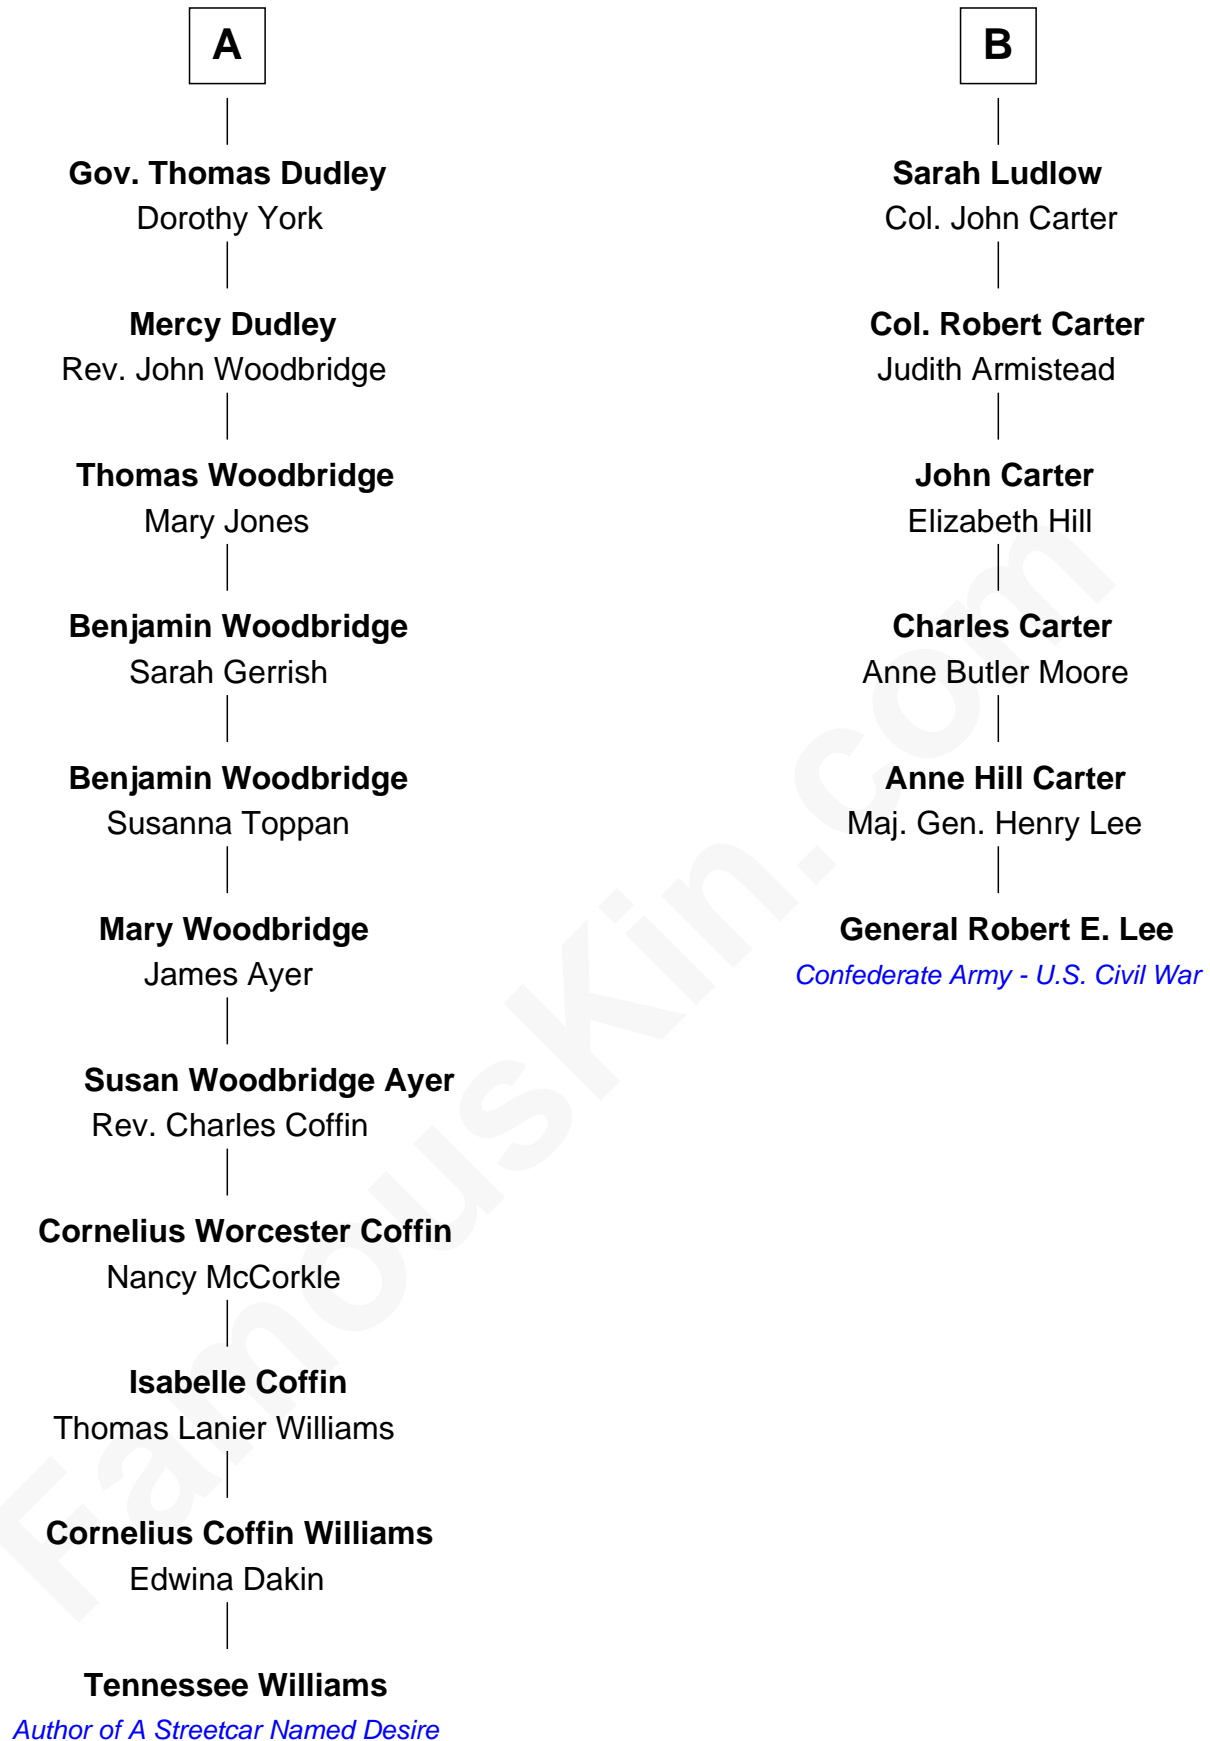 A
Gov. Thomas Dudley
Dorothy York
Mercy Dudley
Rev. John Woodbridge
Thomas Woodbridge
Mary Jones
Benjamin Woodbridge
Sarah Gerrish
Benjamin Woodbridge
Susanna Toppan
Mary Woodbridge
James Ayer
Susan Woodbridge Ayer
Rev. Charles Coffin
Cornelius Worcester Coffin
Nancy McCorkle
Isabelle Coffin
Thomas Lanier Williams
Cornelius Coffin Williams
Edwina Dakin
Tennessee Williams
Author of A Streetcar Named Desire
B
Sarah Ludlow
Col. John Carter
Col. Robert Carter
Judith Armistead
John Carter
Elizabeth Hill
Charles Carter
Anne Butler Moore
Anne Hill Carter
Maj. Gen. Henry Lee
General Robert E. Lee
Confederate Army - U.S. Civil War
FamousKin.com